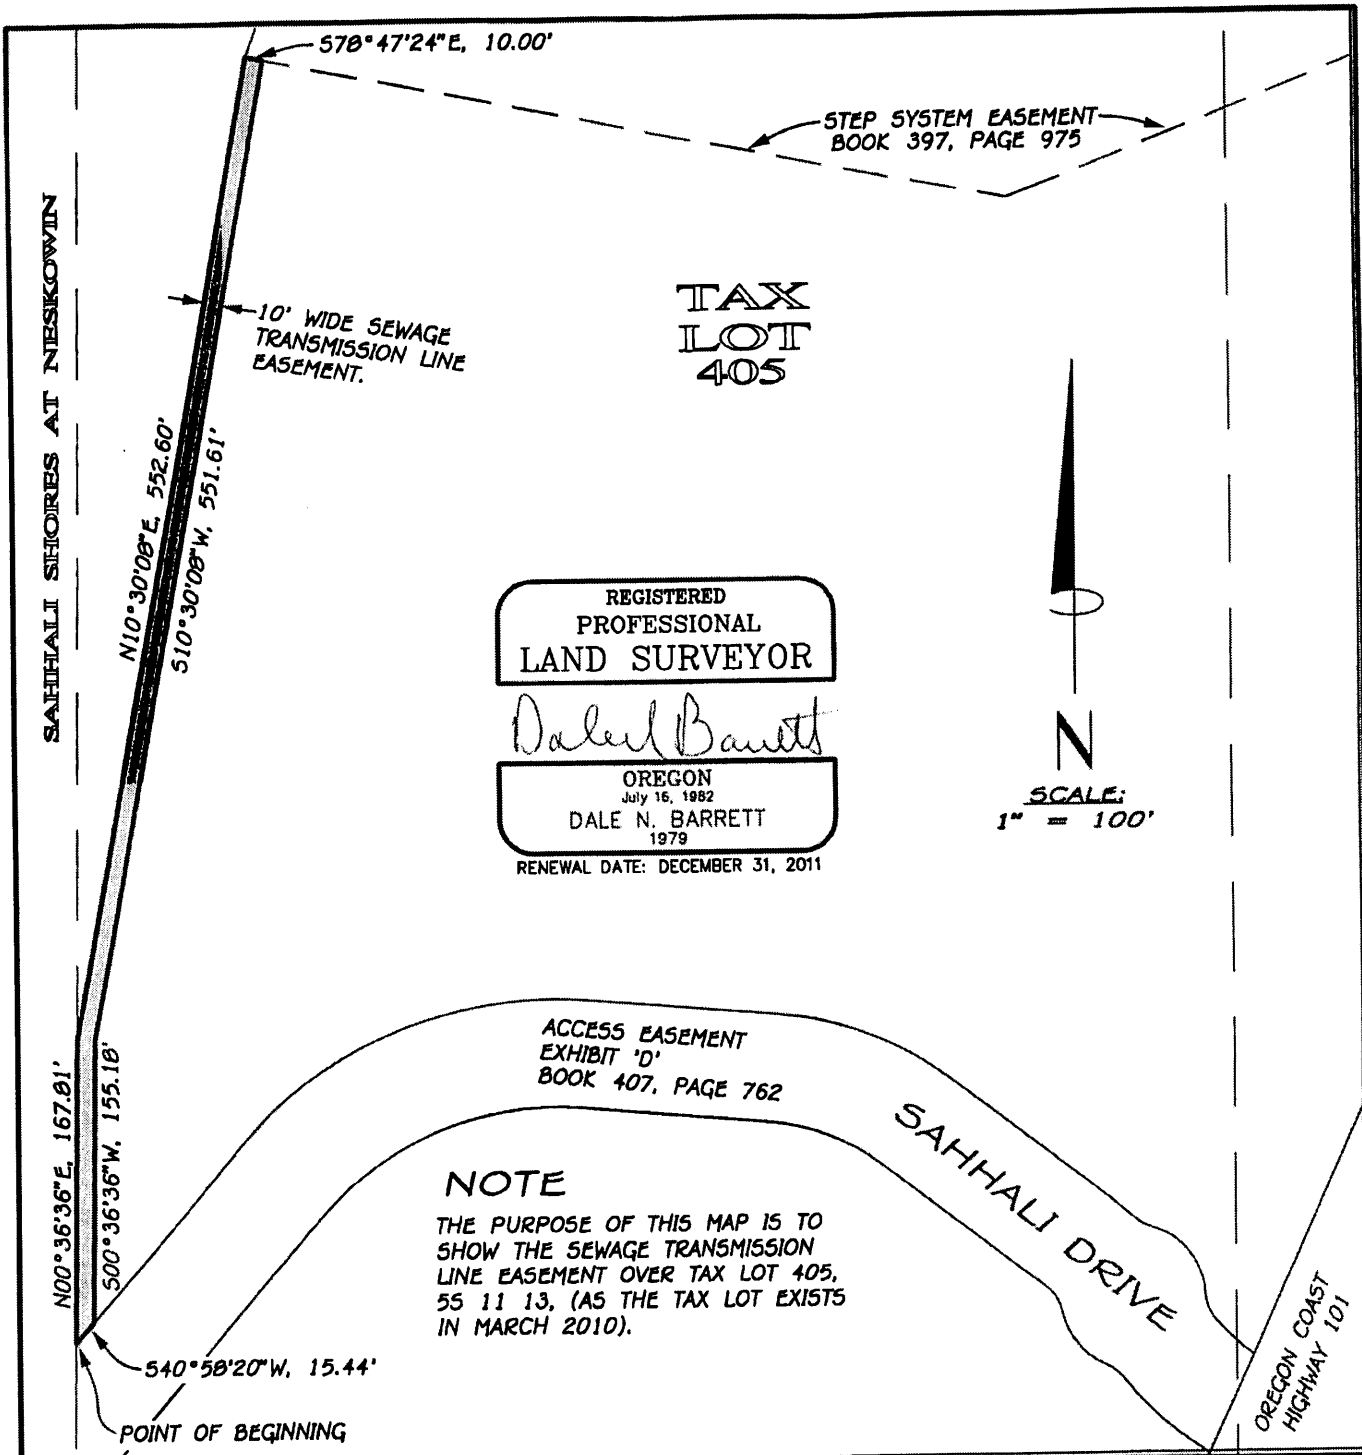 S78°47'24"E, 10.00'
STEP SYSTEM EASEMENT
BOOK 397, PAGE 975
SAHHALI SHORES AT NESKOWIN
10' WIDE SEWAGE
TRANSMISSION LINE
EASEMENT.
TAX
LOT
405
N10°30'08"E, 552.60'
S10°30'08"W, 551.61'
REGISTERED
PROFESSIONAL
LAND SURVEYOR
Dale N Barrett
OREGON
July 16, 1982
DALE N. BARRETT
1979
RENEWAL DATE: DECEMBER 31, 2011
N
SCALE:
1" = 100'
ACCESS EASEMENT
EXHIBIT 'D'
BOOK 407, PAGE 762
SAHHALI DRIVE
N00°36'36"E, 167.81'
S00°36'36"W, 155.18'
NOTE
THE PURPOSE OF THIS MAP IS TO
SHOW THE SEWAGE TRANSMISSION
LINE EASEMENT OVER TAX LOT 405,
5S 11 13, (AS THE TAX LOT EXISTS
IN MARCH 2010).
S40°58'20"W, 15.44'
POINT OF BEGINNING
OREGON COAST
HIGHWAY 101